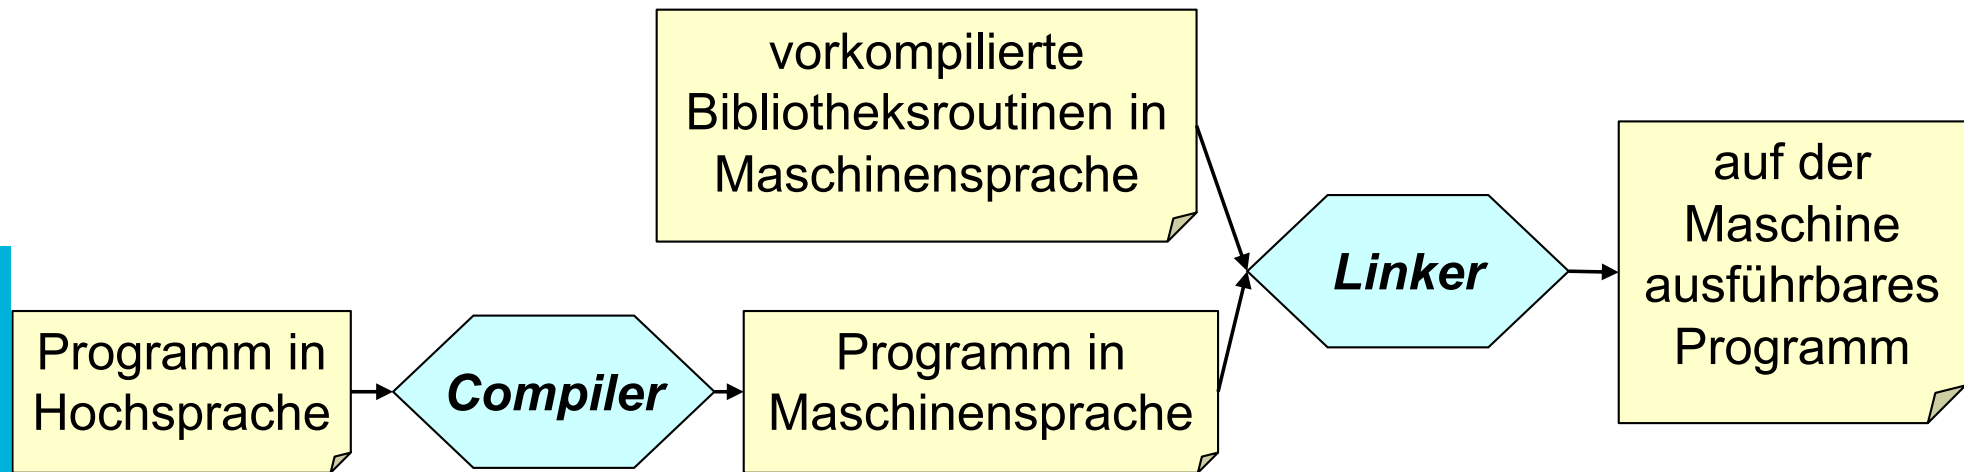 vorkompilierte
Bibliotheksroutinen in
Maschinensprache
auf der
Maschine
ausführbares
Programm
Linker
Programm in
Hochsprache
Compiler
Programm in
Maschinensprache